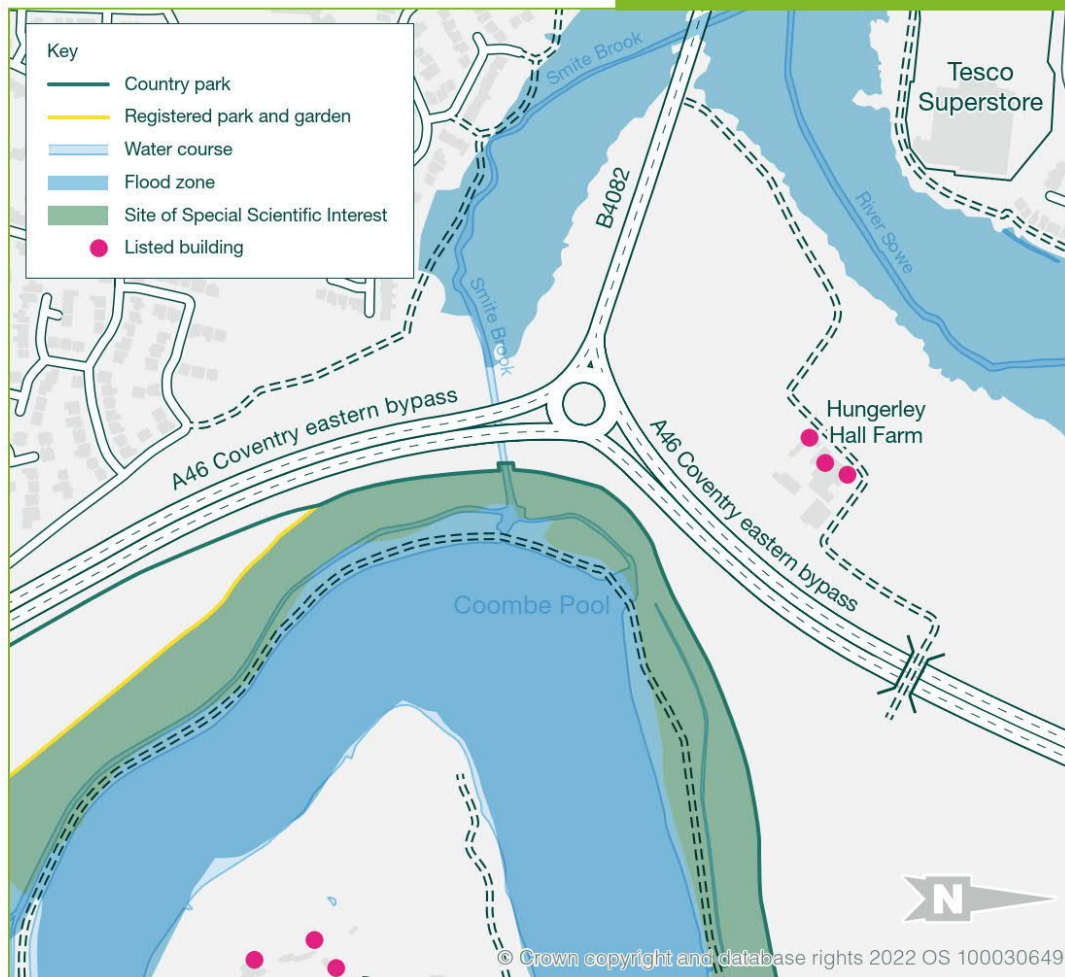 Key
Country park
Registered park and garden
Water course
Flood zone
Site of Special Scientific Interest
Listed building
Smite Brook
Tesco
Superstore
B4082
River Sowe
Smite Brook
A46 Coventry eastern bypass
Hungerley
Hall Farm
A46 Coventry eastern bypass
Coombe Pool
N
© Crown copyright and database rights 2022 OS 100030649